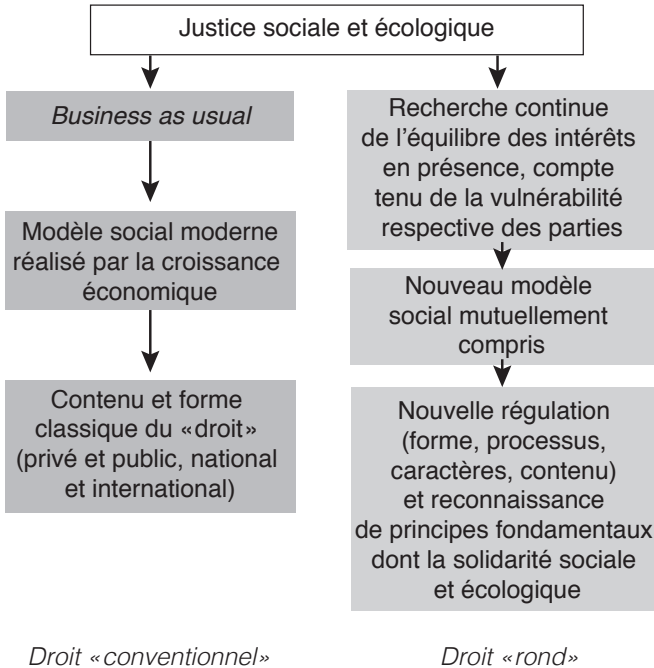 Justice sociale et écologique
Business as usual
Modèle social moderne
réalisé par la croissance
économique
Contenu et forme
classique du «droit»
(privé et public, national
et international)
Droit «conventionnel»
Recherche continue
de l'équilibre des intérêts
en présence, compte
tenu de la vulnérabilité
respective des parties
Nouveau modèle
social mutuellement
compris
Nouvelle régulation
(forme, processus,
caractères, contenu)
et reconnaissance
de principes fondamentaux
dont la solidarité sociale
et écologique
Droit «rond»